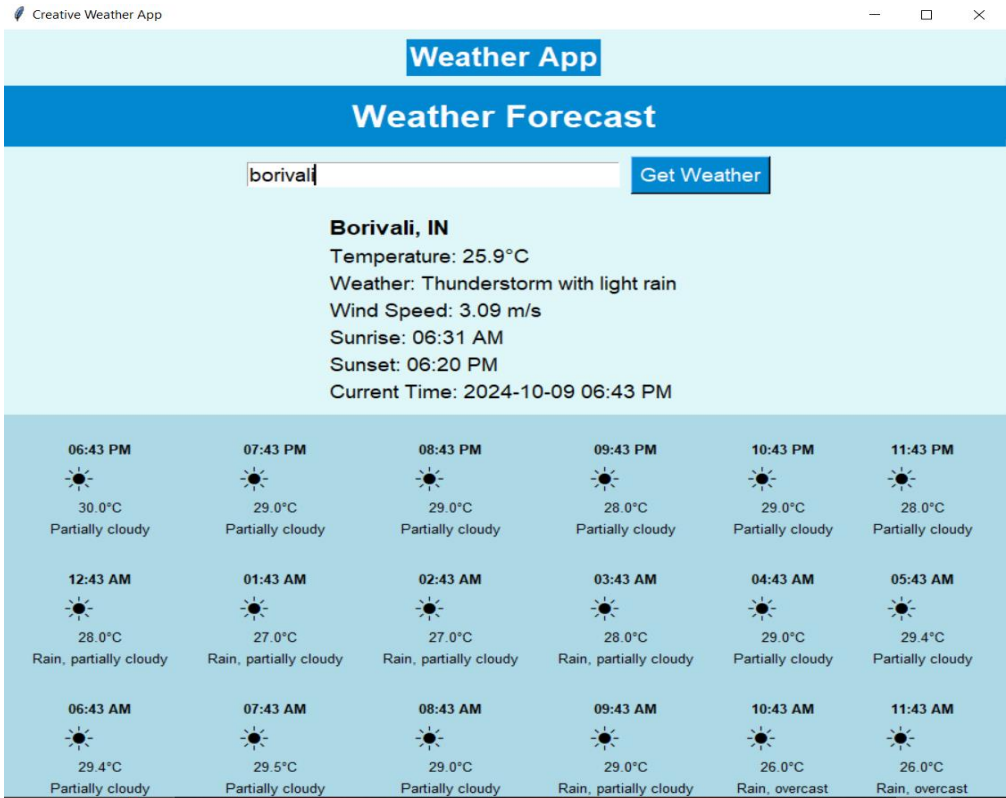 Creative Weather App
Weather App
Weather Forecast
borivali Get Weather
Borivali, IN
Temperature: 25.9°C
Weather: Thunderstorm with light rain
Wind Speed: 3.09 m/s
Sunrise: 06:31 AM
Sunset: 06:20 PM
Current Time: 2024-10-09 06:43 PM
06:43 PM 07:43 PM 08:43 PM 09:43 PM 10:43 PM 11:43 PM
30.0°C 29.0°C 29.0°C 28.0°C 29.0°C 28.0°C
Partially cloudy Partially cloudy Partially cloudy Partially cloudy Partially cloudy Partially cloudy
12:43 AM 01:43 AM 02:43 AM 03:43 AM 04:43 AM 05:43 AM
28.0°C 27.0°C 27.0°C 28.0°C 29.0°C 29.4°C
Rain, partially cloudy Rain, partially cloudy Rain, partially cloudy Rain, partially cloudy Partially cloudy Partially cloudy
06:43 AM 07:43 AM 08:43 AM 09:43 AM 10:43 AM 11:43 AM
29.4°C 29.5°C 29.0°C 29.0°C 26.0°C 26.0°C
Partially cloudy Partially cloudy Partially cloudy Rain, partially cloudy Rain, overcast Rain, overcast